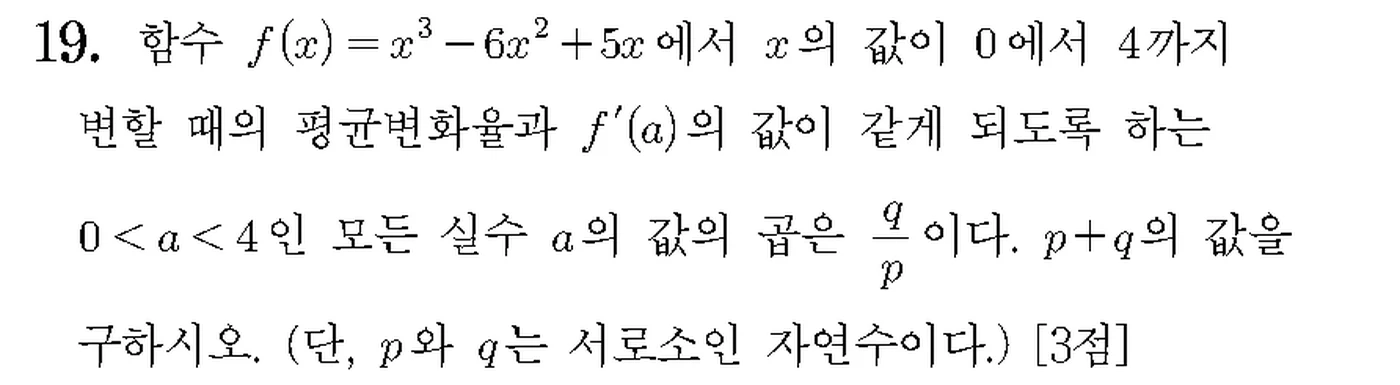 19. 함수 f(x)=x³-6x²+5x에서 x의 값이 0에서 4까지
변할 때의 평균변화율과 f′(a)의 값이 같게 되도록 하는
0<a<4인 모든 실수 a의 값의 곱은 q/p이다. p+q의 값을
구하시오. (단, p와 q는 서로소인 자연수이다.) [3점]